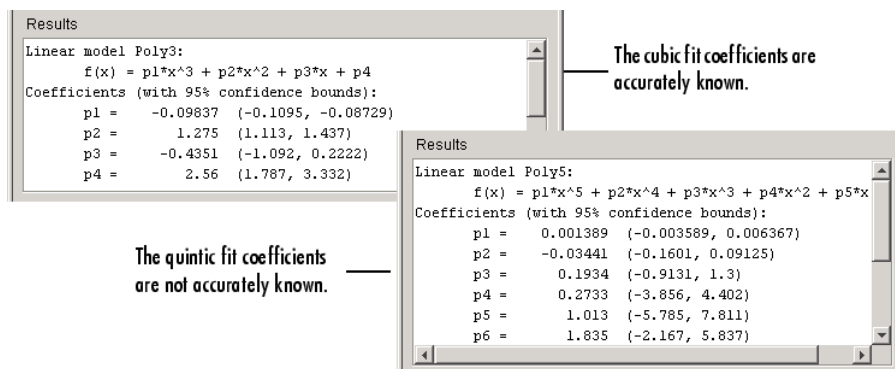 Results
Linear model Poly3:
f(x) = p1*x^3 + p2*x^2 + p3*x + p4
Coefficients (with 95% confidence bounds):
p1 = -0.09837 (-0.1095, -0.08729)
p2 = 1.275 (1.113, 1.437)
p3 = -0.4351 (-1.092, 0.2222)
p4 = 2.56 (1.787, 3.332)
The cubic fit coefficients are
accurately known.
Results
Linear model Poly5:
f(x) = p1*x^5 + p2*x^4 + p3*x^3 + p4*x^2 + p5*x
Coefficients (with 95% confidence bounds):
p1 = 0.001389 (-0.003589, 0.006367)
p2 = -0.03441 (-0.1601, 0.09125)
p3 = 0.1934 (-0.9131, 1.3)
p4 = 0.2733 (-3.856, 4.402)
p5 = 1.013 (-5.785, 7.811)
p6 = 1.835 (-2.167, 5.837)
The quintic fit coefficients
are not accurately known.